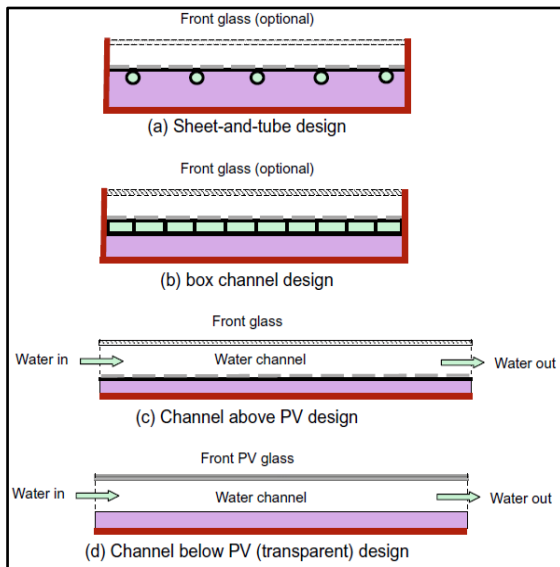 Front glass (optional)
(a) Sheet-and-tube design
Front glass (optional)
(b) box channel design
Front glass
Water in
Water channel
Water out
(c) Channel above PV design
Front PV glass
Water in
Water channel
Water out
(d) Channel below PV (transparent) design